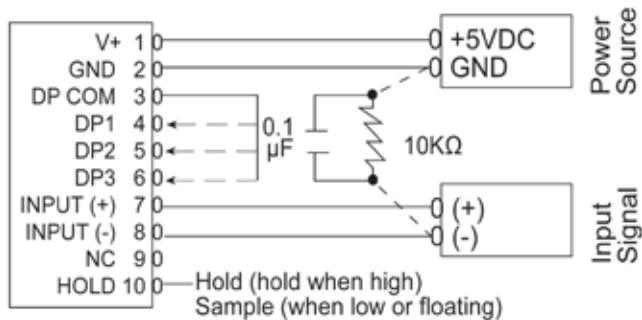 V+ 1
GND 2
DP COM 3
DP1 4
DP2 5
DP3 6
INPUT (+) 7
INPUT (-) 8
NC 9
HOLD 10
0.1
µF
10KΩ
+5VDC
GND
Power
Source
(+)
(-)
Input
Signal
Hold (hold when high)
Sample (when low or floating)